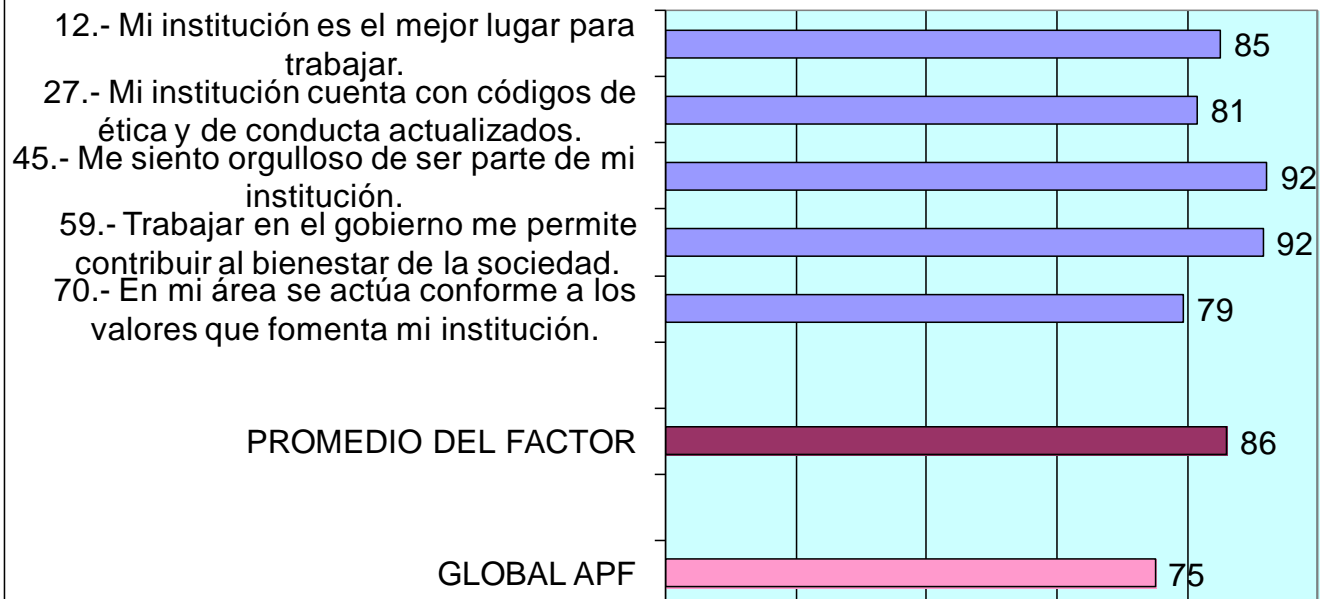 12.- Mi institución es el mejor lugar para
trabajar.
85
27.- Mi institución cuenta con códigos de
ética y de conducta actualizados.
81
45.- Me siento orgulloso de ser parte de mi
institución.
92
59.- Trabajar en el gobierno me permite
contribuir al bienestar de la sociedad.
92
70.- En mi área se actúa conforme a los
valores que fomenta mi institución.
79
PROMEDIO DEL FACTOR
86
GLOBAL APF
75